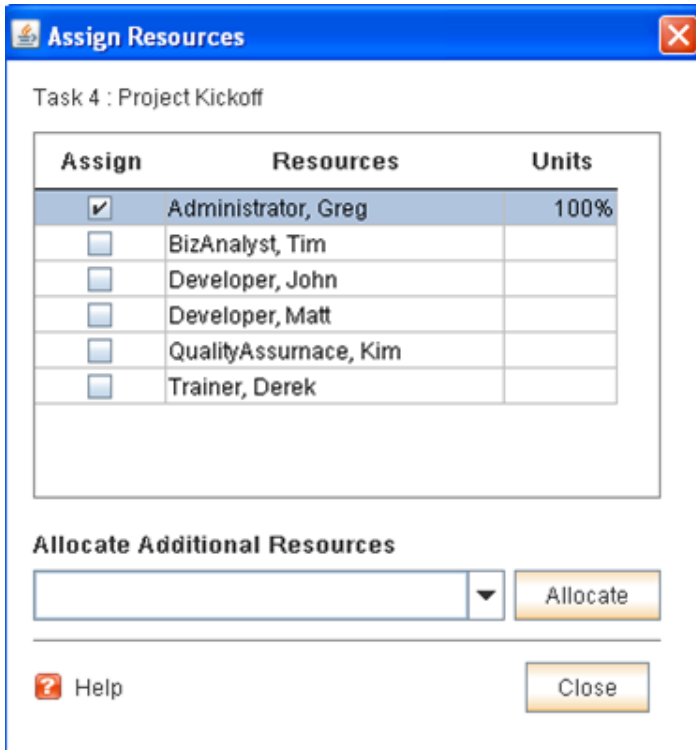 Assign Resources
Task 4 : Project Kickoff
Assign Resources Units
Administrator, Greg 100%
BizAnalyst, Tim
Developer, John
Developer, Matt
QualityAssurnace, Kim
Trainer, Derek
Allocate Additional Resources
Allocate
Help Close